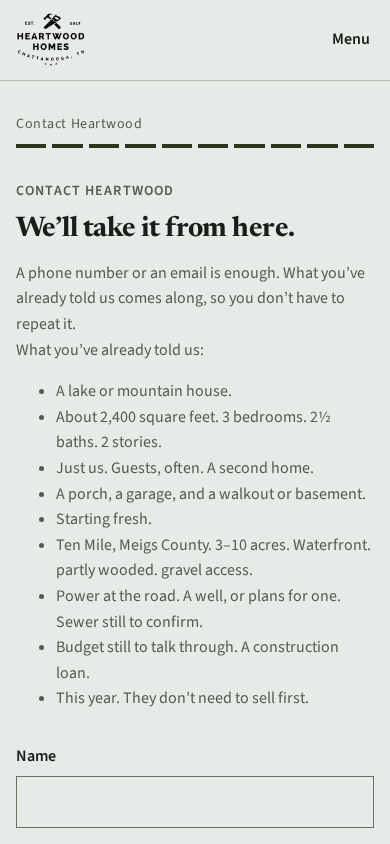 EST. 2017
HEARTWOOD
HOMES
CHATTANOOGA, TN
Menu
Contact Heartwood
CONTACT HEARTWOOD
We’ll take it from here.
A phone number or an email is enough. What you’ve
already told us comes along, so you don’t have to
repeat it.
What you’ve already told us:
A lake or mountain house.
About 2,400 square feet. 3 bedrooms. 2½
baths. 2 stories.
Just us. Guests, often. A second home.
A porch, a garage, and a walkout or basement.
Starting fresh.
Ten Mile, Meigs County. 3–10 acres. Waterfront.
partly wooded. gravel access.
Power at the road. A well, or plans for one.
Sewer still to confirm.
Budget still to talk through. A construction
loan.
This year. They don’t need to sell first.
Name